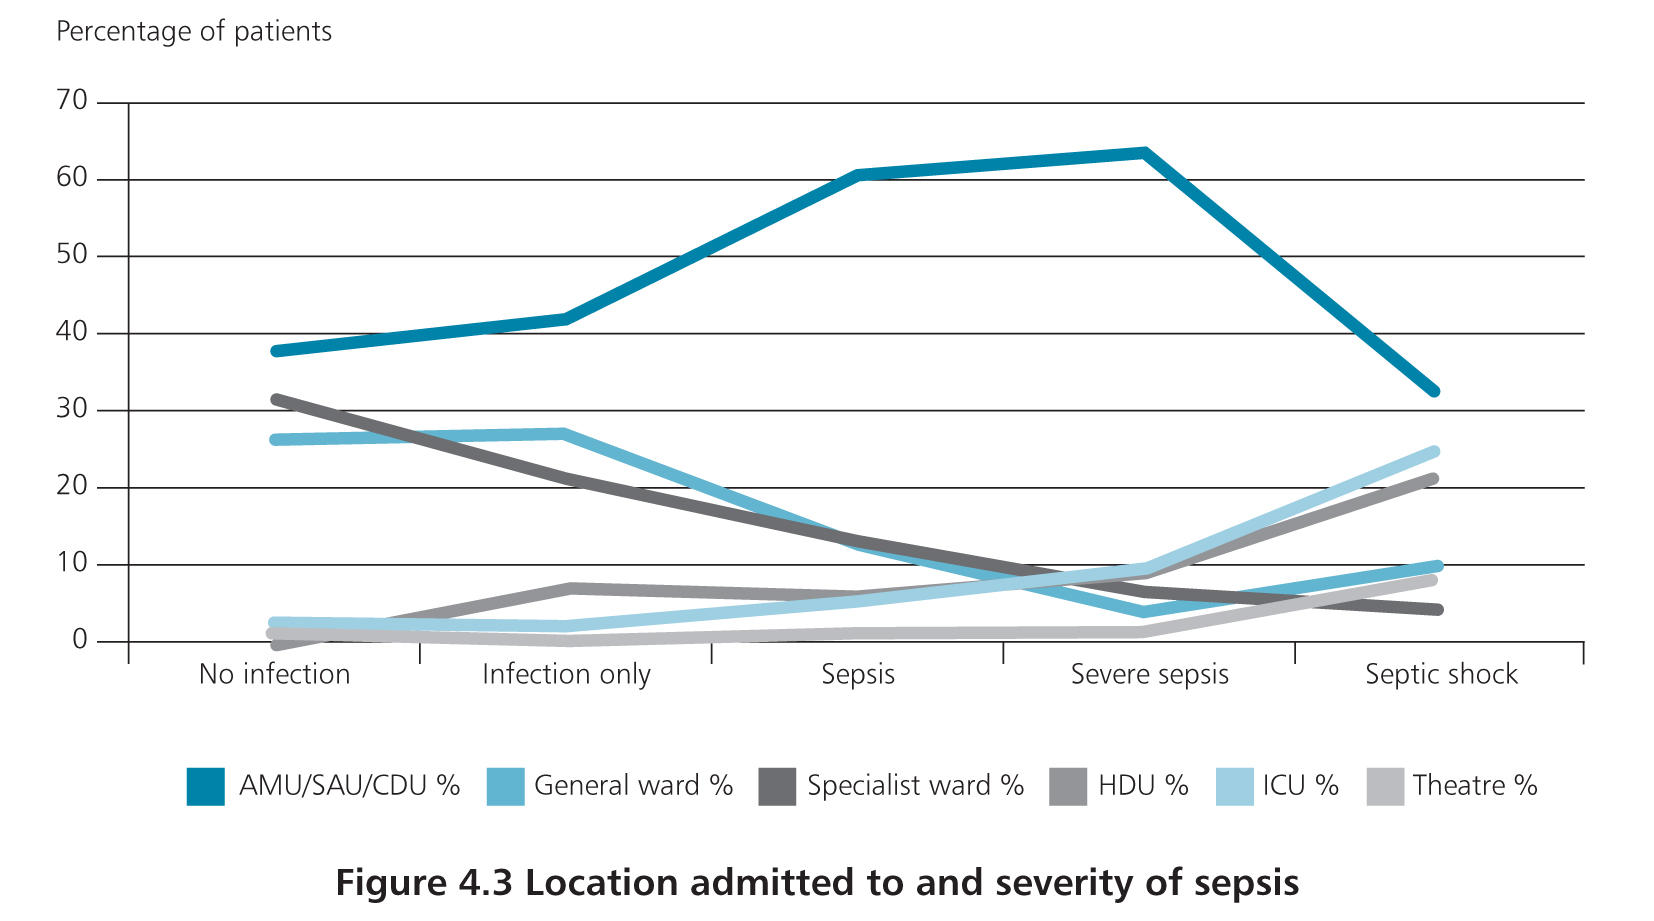 Percentage of patients
70
60
50
40
30
20
10
0
No infection Infection only Sepsis Severe sepsis Septic shock
AMU/SAU/CDU % General ward % Specialist ward % HDU % ICU % Theatre %
Figure 4.3 Location admitted to and severity of sepsis